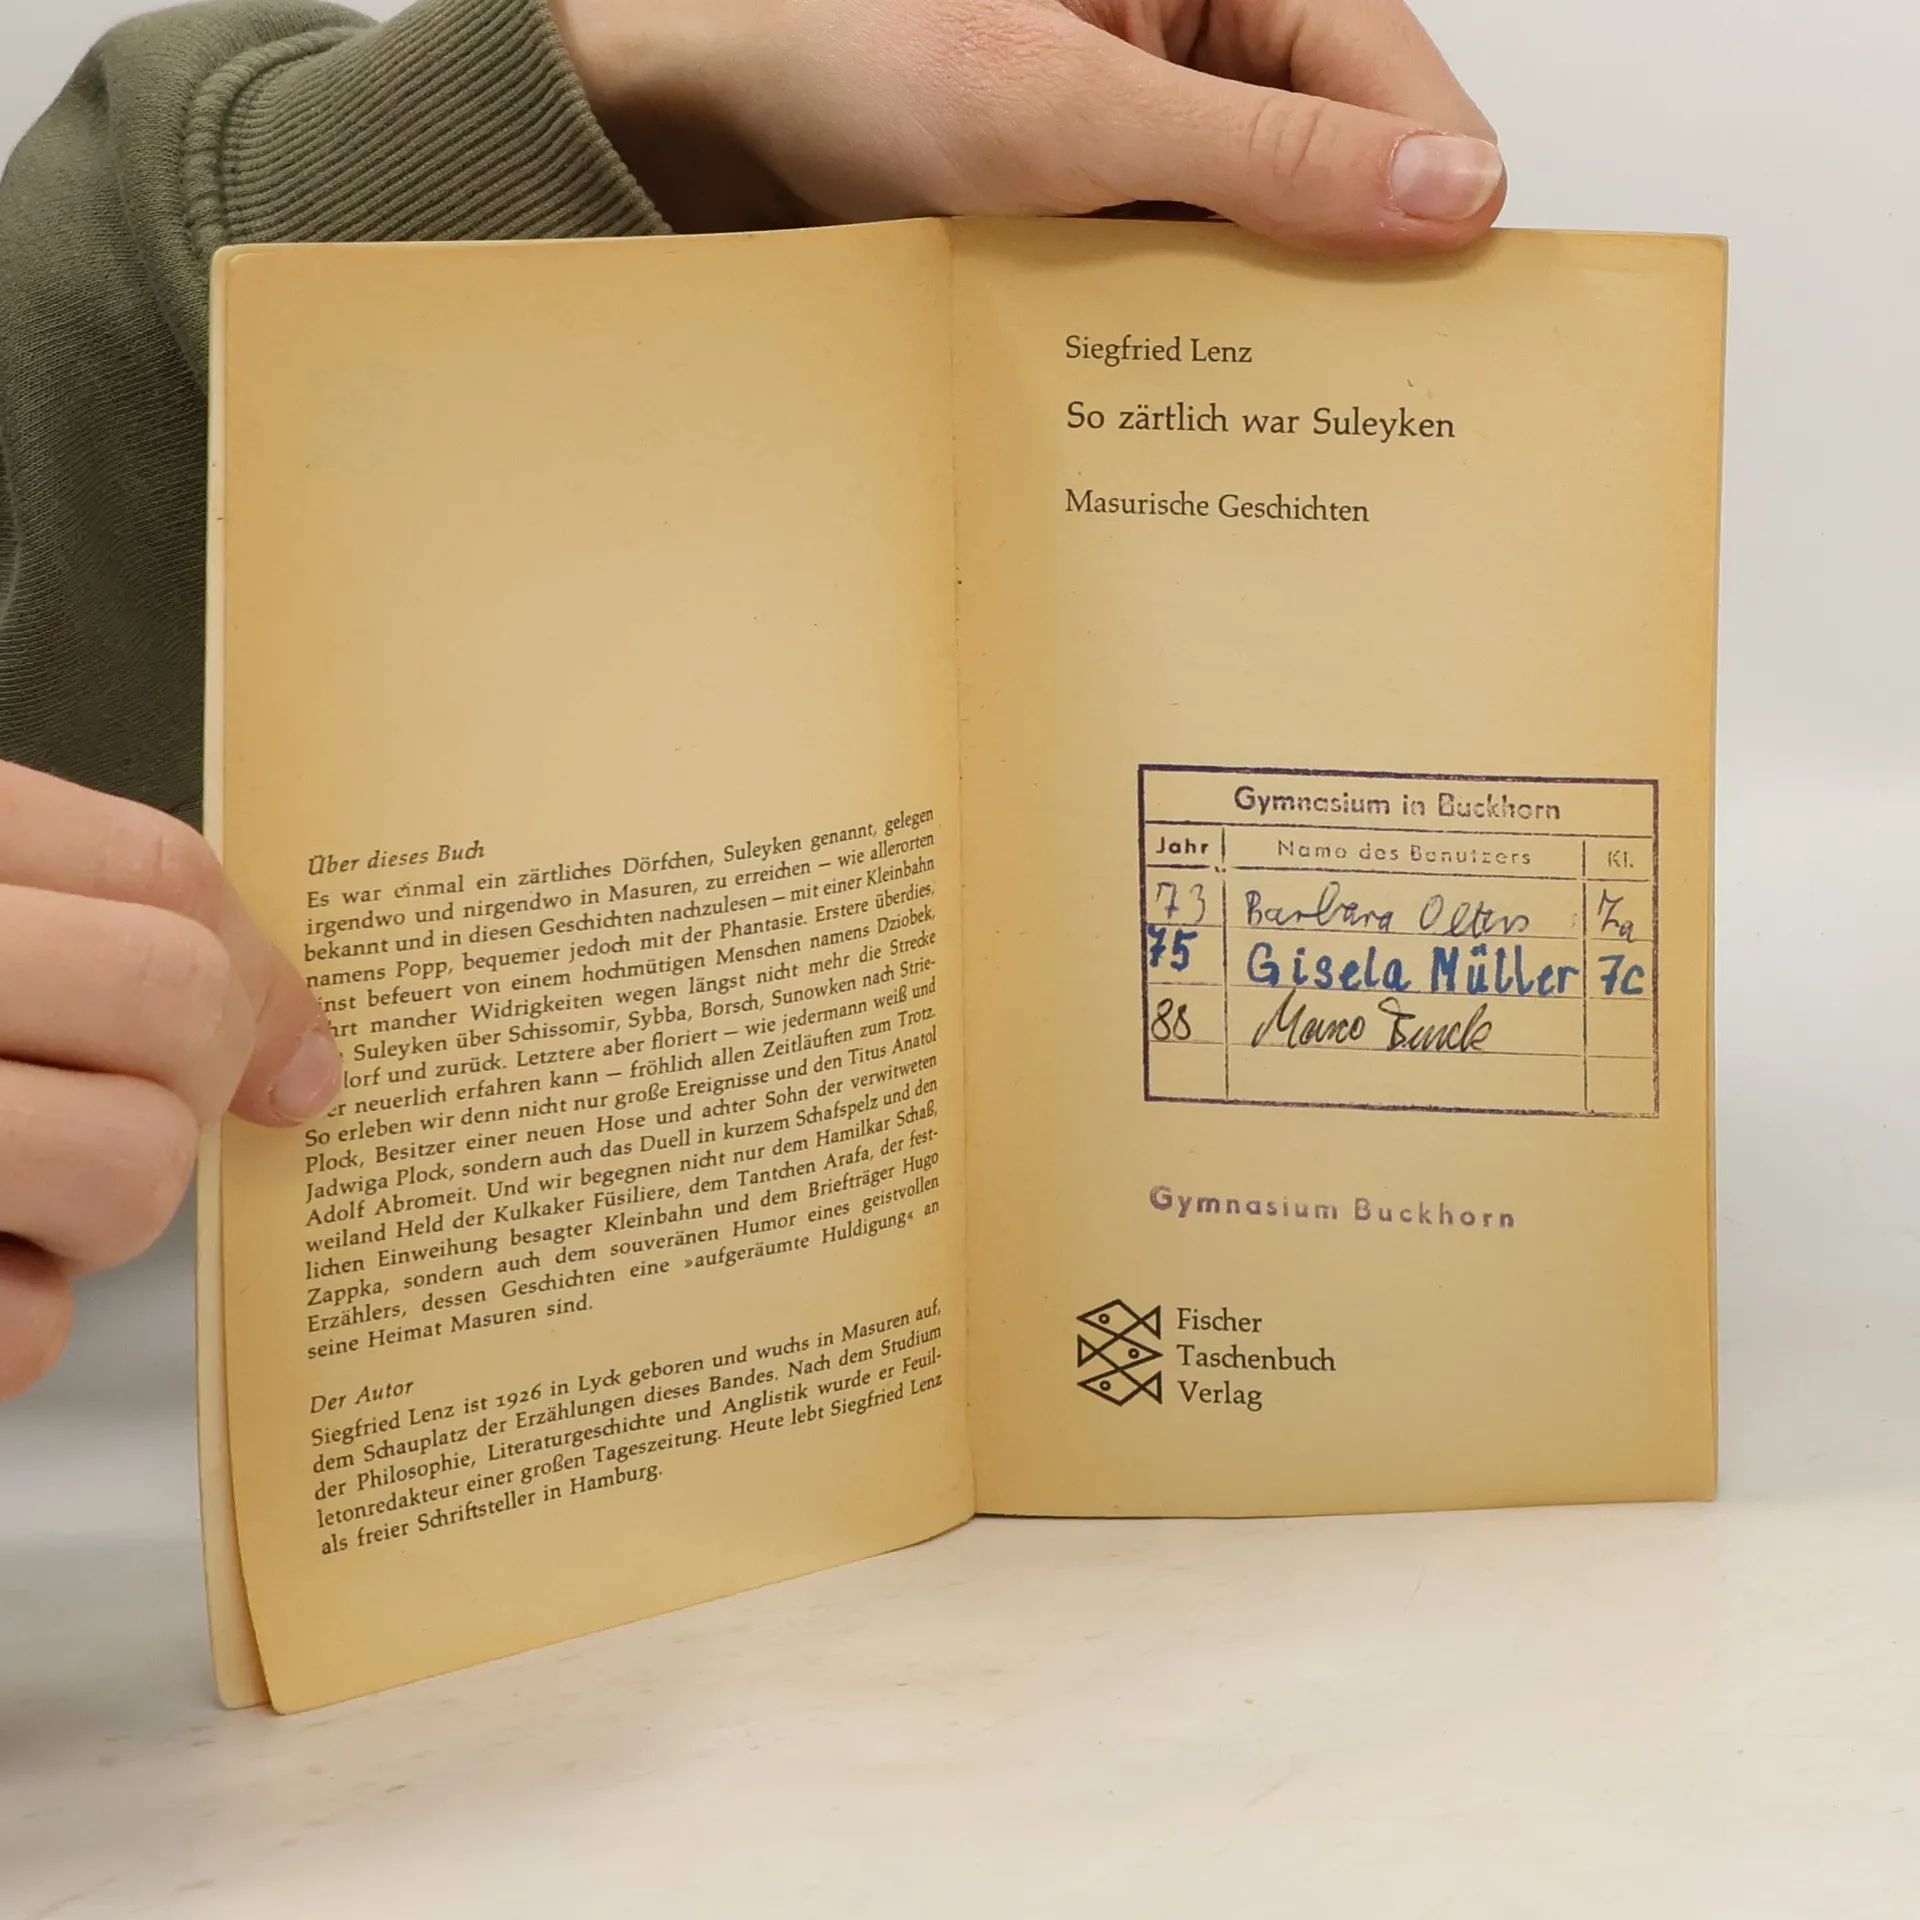 Über dieses Buch
Es war einmal ein zärtliches Dörfchen, Suleyken genannt, gelegen
irgendwo und nirgendwo in Masuren, zu erreichen – wie allerorten
bekannt und in diesen Geschichten nachzulesen – mit einer Kleinbahn
namens Popp, bequemer jedoch mit der Phantasie. Erstere überdies,
inst befeuert von einem hochmütigen Menschen namens Dziobek,
hrt mancher Widrigkeiten wegen längst nicht mehr die Strecke
Suleyken über Schissomir, Sybba, Borsch, Sunowken nach Strie-
lorf und zurück. Letztere aber floriert – wie jedermann weiß und
er neuerlich erfahren kann – fröhlich allen Zeitläuften zum Trotz.
So erleben wir denn nicht nur große Ereignisse und den Titus Anatol
Plock, Besitzer einer neuen Hose und achter Sohn der verwitweten
Jadwiga Plock, sondern auch das Duell in kurzem Schafspelz und den
Adolf Abromeit. Und wir begegnen nicht nur dem Hamilkar Schaß,
weiland Held der Kulkaker Füsiliere, dem Tantchen Arafa, der fest-
lichen Einweihung besagter Kleinbahn und dem Briefträger Hugo
Zappka, sondern auch dem souveränen Humor eines geistvollen
Erzählers, dessen Geschichten eine »aufgeräumte Huldigung« an
seine Heimat Masuren sind.
Der Autor
Siegfried Lenz ist 1926 in Lyck geboren und wuchs in Masuren auf,
dem Schauplatz der Erzählungen dieses Bandes. Nach dem Studium
der Philosophie, Literaturgeschichte und Anglistik wurde er Feuil-
letonredakteur einer großen Tageszeitung. Heute lebt Siegfried Lenz
als freier Schriftsteller in Hamburg.
Siegfried Lenz
So zärtlich war Suleyken
Masurische Geschichten
Gymnasium in Buckhorn
Jahr Name des Benutzers Kl.
73 Barbara 7a
75 Gisela Müller 7c
88
Gymnasium Buckhorn
Fischer
Taschenbuch
Verlag